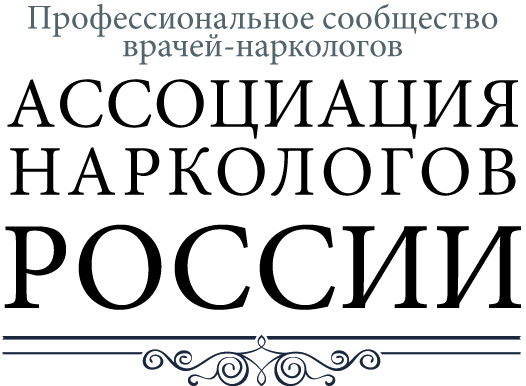 Профессиональное сообщество
врачей-наркологов
АССОЦИАЦИЯ
НАРКОЛОГОВ
РОССИИ